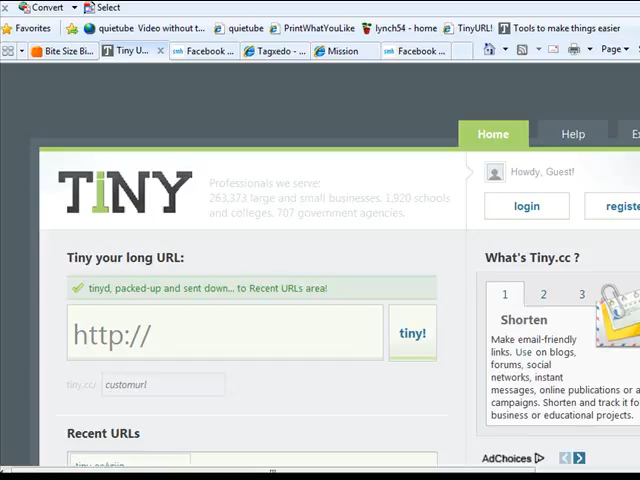 Convert Select
Favorites quietube Video without t... quietube PrintWhatYouLike lynch54 - home TinyURL! Tools to make things easier
Bite Size Bi... Tiny U... Facebook ... Tagxedo - ... Mission Facebook ... Page
Home Help
TiNY
Professionals we serve:
263,373 large and small businesses, 1,920 schools
and colleges, 707 government agencies.
Howdy, Guest!
login registe
Tiny your long URL:
tinyd, packed-up and sent down... to Recent URLs area!
http:// tiny!
tiny.cc/ customurl
Recent URLs
What's Tiny.cc ?
1 2 3
Shorten
Make email-friendly
links. Use on blogs,
forums, social
networks, instant
messages, online publications or a
campaigns. Shorten and track it fo
business or educational projects.
AdChoices